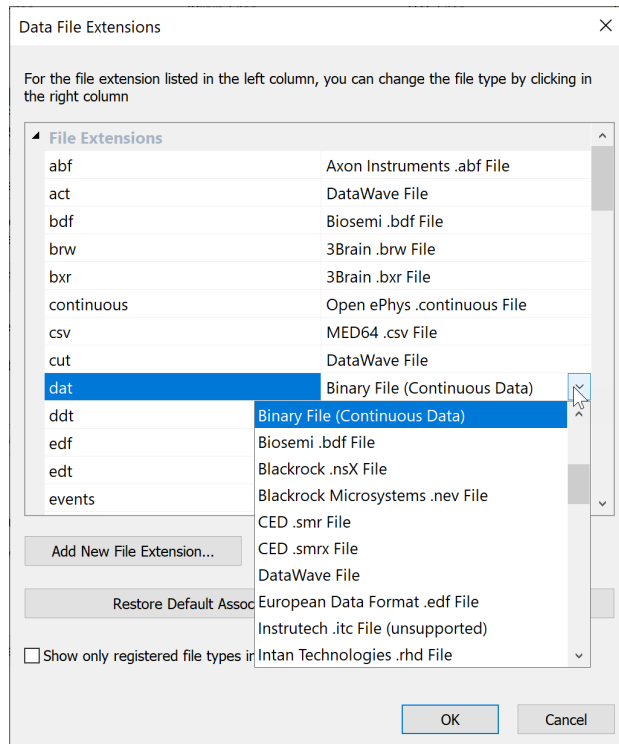 Data File Extensions
For the file extension listed in the left column, you can change the file type by clicking in
the right column
File Extensions
abf Axon Instruments .abf File
act DataWave File
bdf Biosemi .bdf File
brw 3Brain .brw File
bxr 3Brain .bxr File
continuous Open ePhys .continuous File
csv MED64 .csv File
cut DataWave File
dat Binary File (Continuous Data)
ddt Binary File (Continuous Data)
edf Biosemi .bdf File
edt Blackrock .nsX File
events Blackrock Microsystems .nev File
CED .smr File
Add New File Extension... CED .smrx File
DataWave File
Restore Default Assoc European Data Format .edf File
Instrutech .itc File (unsupported)
Show only registered file types in Intan Technologies .rhd File
OK Cancel